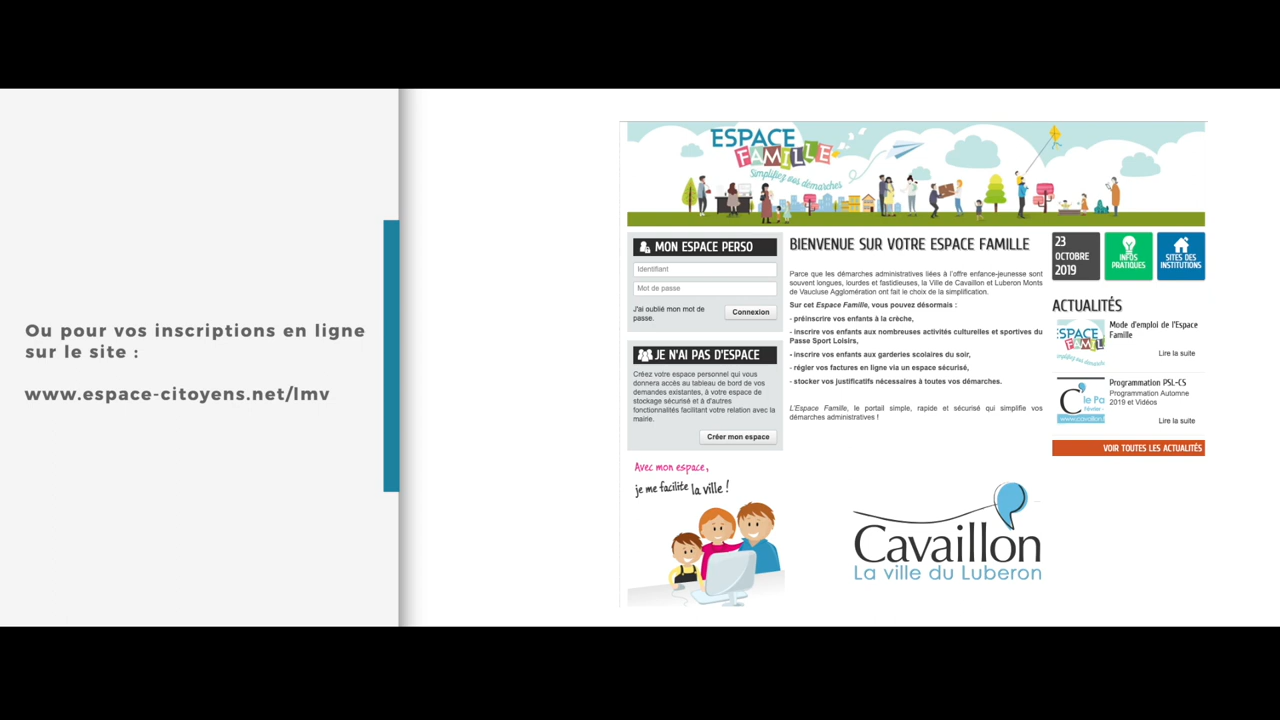 Ou pour vos inscriptions en ligne
sur le site :
www.espace-citoyens.net/lmv
ESPACE
FAMILLE
Simplifiez vos démarches
MON ESPACE PERSO
Identifiant
Mot de passe
J'ai oublié mon mot de
passe.
Connexion
JE N'AI PAS D'ESPACE
Créez votre espace personnel qui vous
donnera accès au tableau de bord de vos
demandes existantes, à votre espace de
stockage sécurisé et à d'autres
fonctionnalités facilitant votre relation avec la
mairie.
Créer mon espace
Avec mon espace,
je me facilite la ville !
BIENVENUE SUR VOTRE ESPACE FAMILLE
Parce que les démarches administratives liées à l'offre enfance-jeunesse sont
souvent longues, lourdes et fastidieuses, la Ville de Cavaillon et Luberon Monts
de Vaucluse Agglomération ont fait le choix de la simplification.
Sur cet Espace Famille, vous pouvez désormais :
- préinscrire vos enfants à la crèche,
- inscrire vos enfants aux nombreuses activités culturelles et sportives du
Passe Sport Loisirs,
- inscrire vos enfants aux garderies scolaires du soir,
- régler vos factures en ligne via un espace sécurisé,
- stocker vos justificatifs nécessaires à toutes vos démarches.
L'Espace Famille, le portail simple, rapide et sécurisé qui simplifie vos
démarches administratives !
Cavaillon
La ville du Luberon
23
OCTOBRE
2019
INFOS
PRATIQUES
SITES DES
INSTITUTIONS
ACTUALITÉS
Mode d'emploi de l'Espace
Famille
Lire la suite
Programmation PSL-CS
Programmation Automne
2019 et Vidéos
Lire la suite
VOIR TOUTES LES ACTUALITÉS